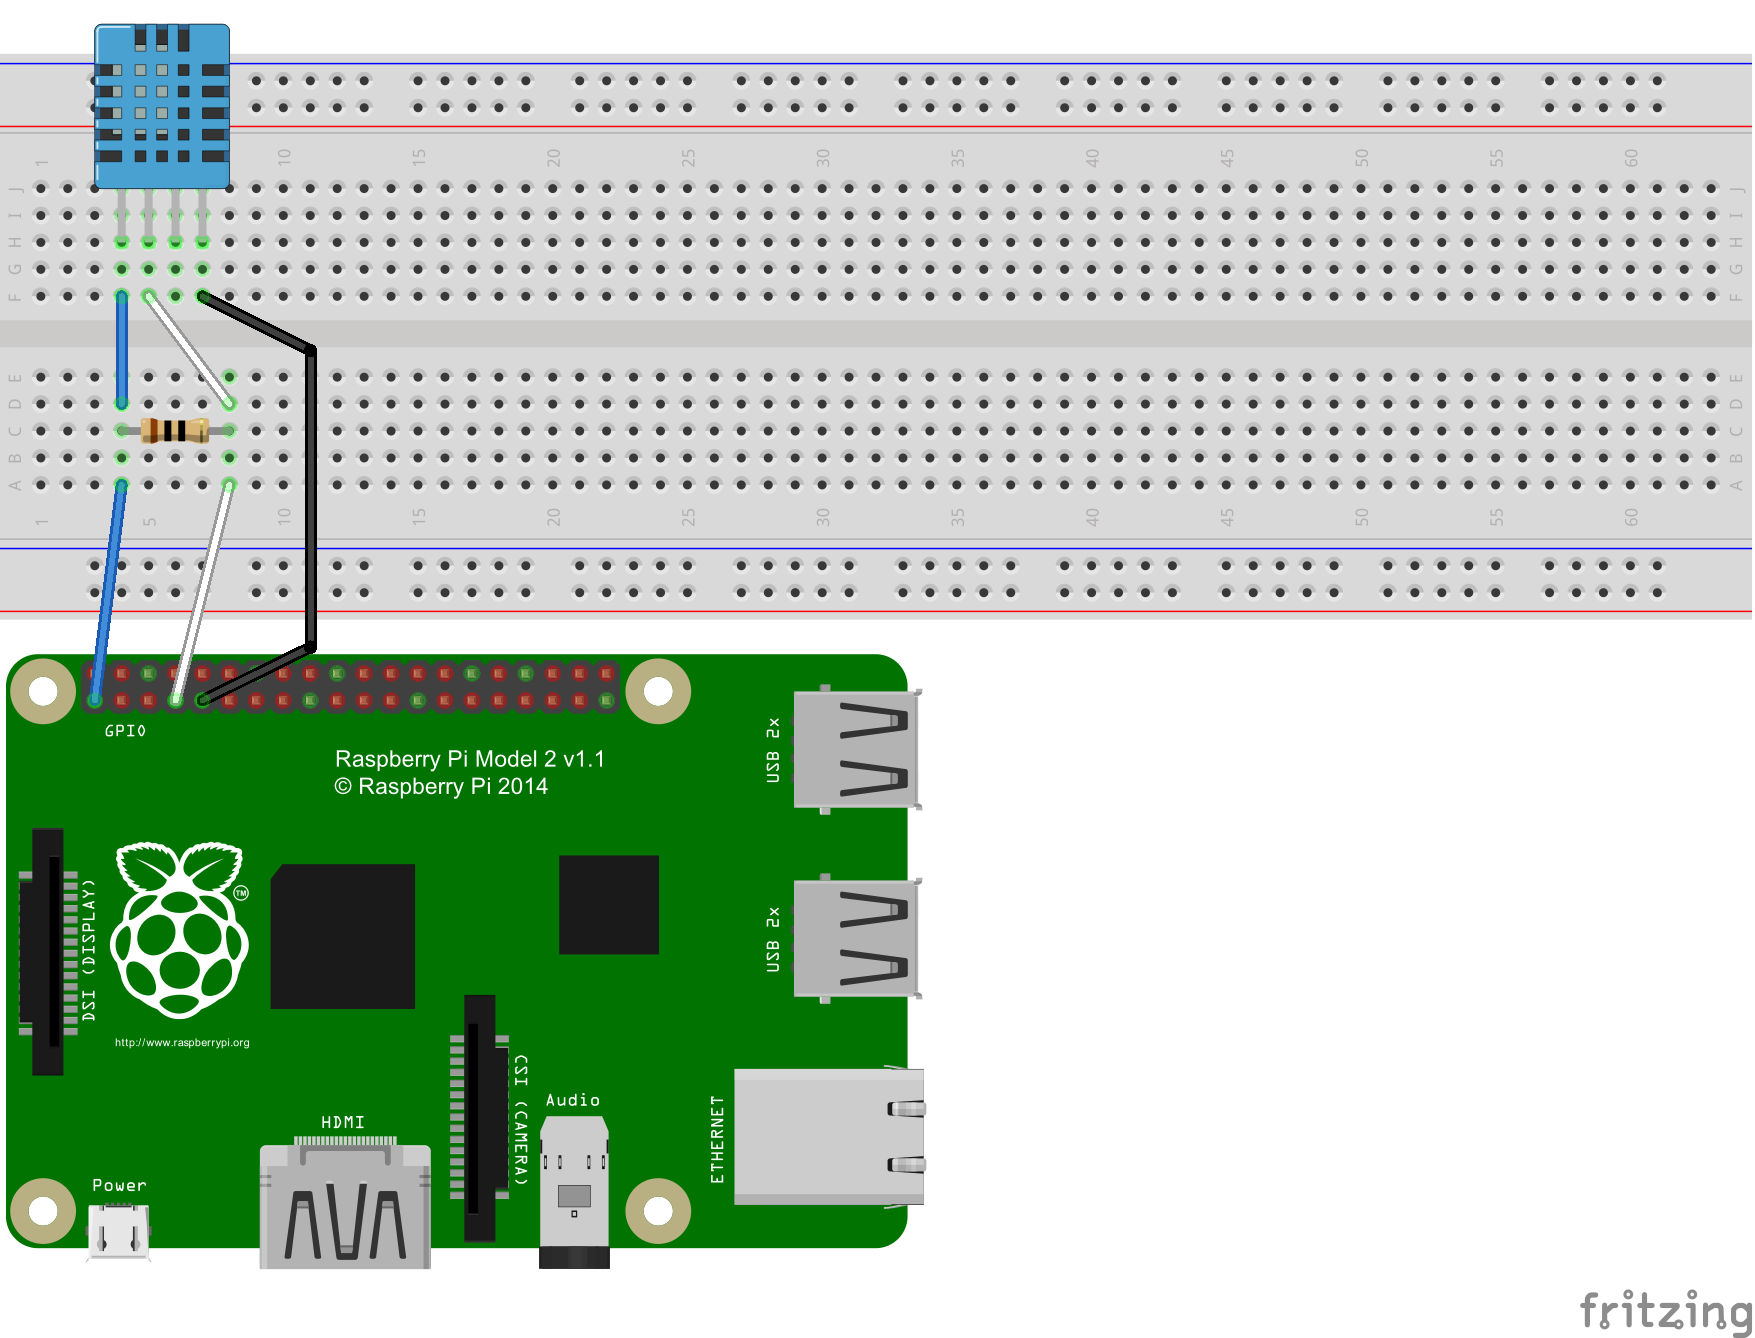 1 10 15 20 25 30 35 40 45 50 55 60
J J
I I
H H
G G
F F
E E
D D
C C
B B
A A
1 5 10 15 20 25 30 35 40 45 50 55 60
GPIO
Raspberry Pi Model 2 v1.1
© Raspberry Pi 2014
USB 2x
DSI (DISPLAY)
TM
USB 2x
http://www.raspberrypi.org
CSI (CAMERA)
Audio
ETHERNET
HDMI
Power
fritzing